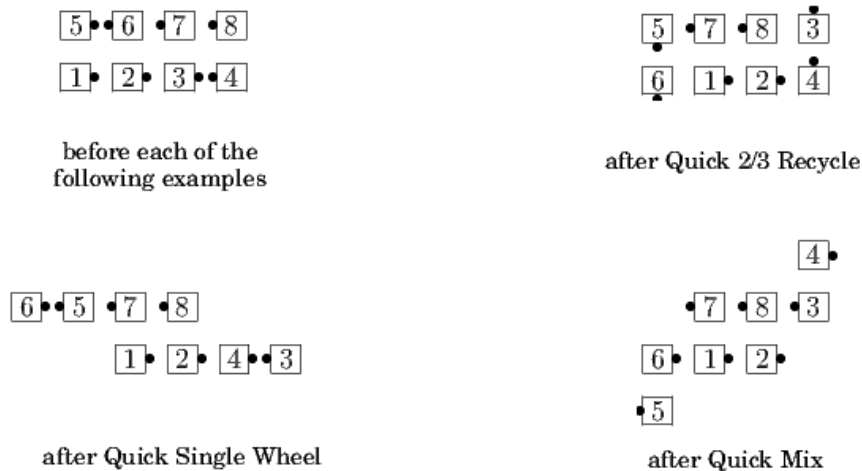 5 6 7 8
1 2 3 4
before each of the
following examples
5 7 8 3
6 1 2 4
after Quick 2/3 Recycle
6 5 7 8
1 2 4 3
after Quick Single Wheel
4
7 8 3
6 1 2
5
after Quick Mix